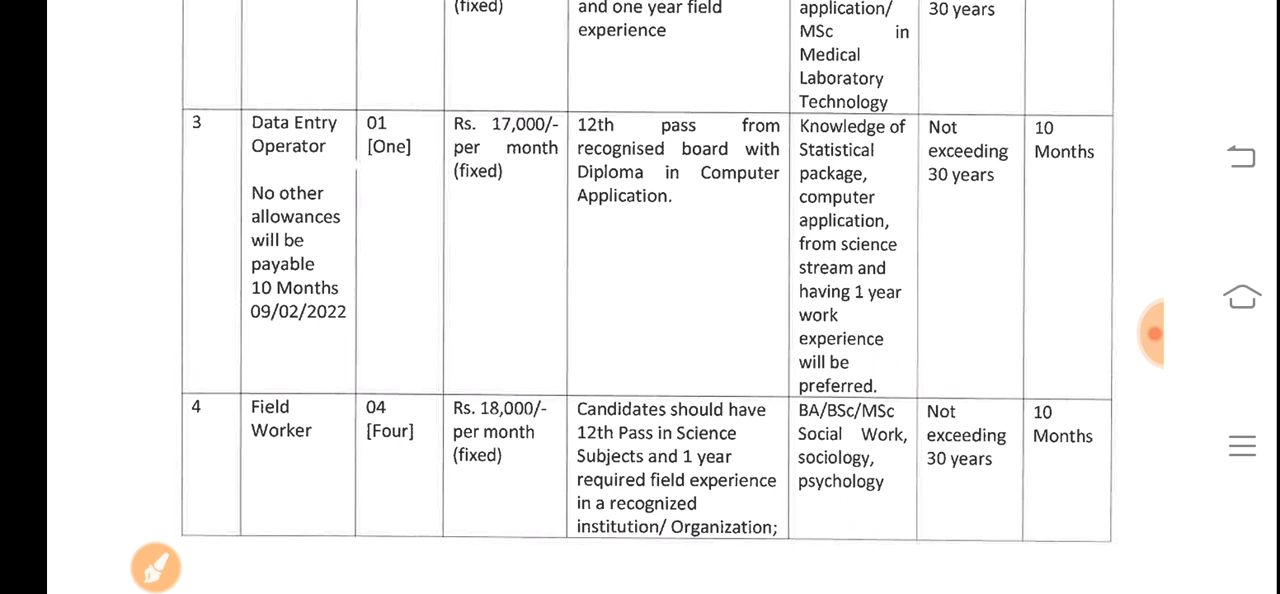 (fixed)
and one year field
experience
application/
MSc in
Medical
Laboratory
Technology
30 years
3
Data Entry
Operator
No other
allowances
will be
payable
10 Months
09/02/2022
01
[One]
Rs. 17,000/-
per month
(fixed)
12th pass from
recognised board with
Diploma in Computer
Application.
Knowledge of
Statistical
package,
computer
application,
from science
stream and
having 1 year
work
experience
will be
preferred.
Not
exceeding
30 years
10
Months
4
Field
Worker
04
[Four]
Rs. 18,000/-
per month
(fixed)
Candidates should have
12th Pass in Science
Subjects and 1 year
required field experience
in a recognized
institution/ Organization;
BA/BSc/MSc
Social Work,
sociology,
psychology
Not
exceeding
30 years
10
Months